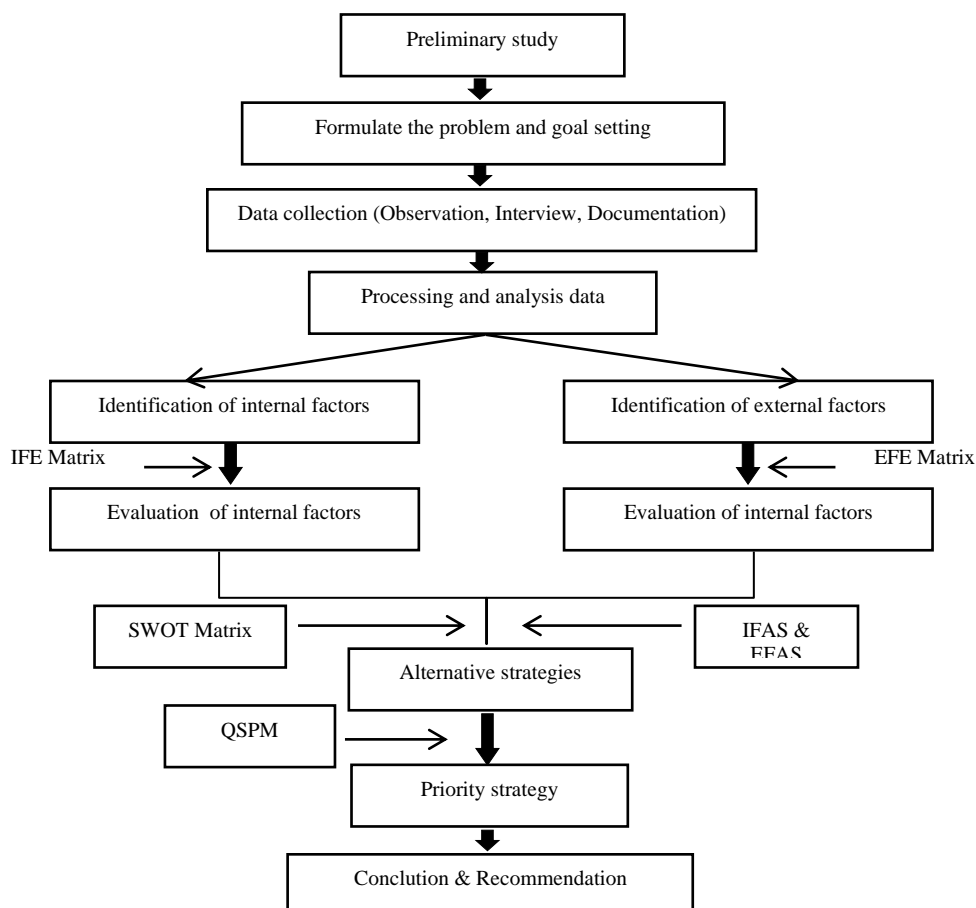 Preliminary study
Formulate the problem and goal setting
Data collection (Observation, Interview, Documentation)
Processing and analysis data
Identification of internal factors
Identification of external factors
IFE Matrix
EFE Matrix
Evaluation of internal factors
Evaluation of internal factors
SWOT Matrix
IFAS &
EFAS
Alternative strategies
QSPM
Priority strategy
Conclution & Recommendation